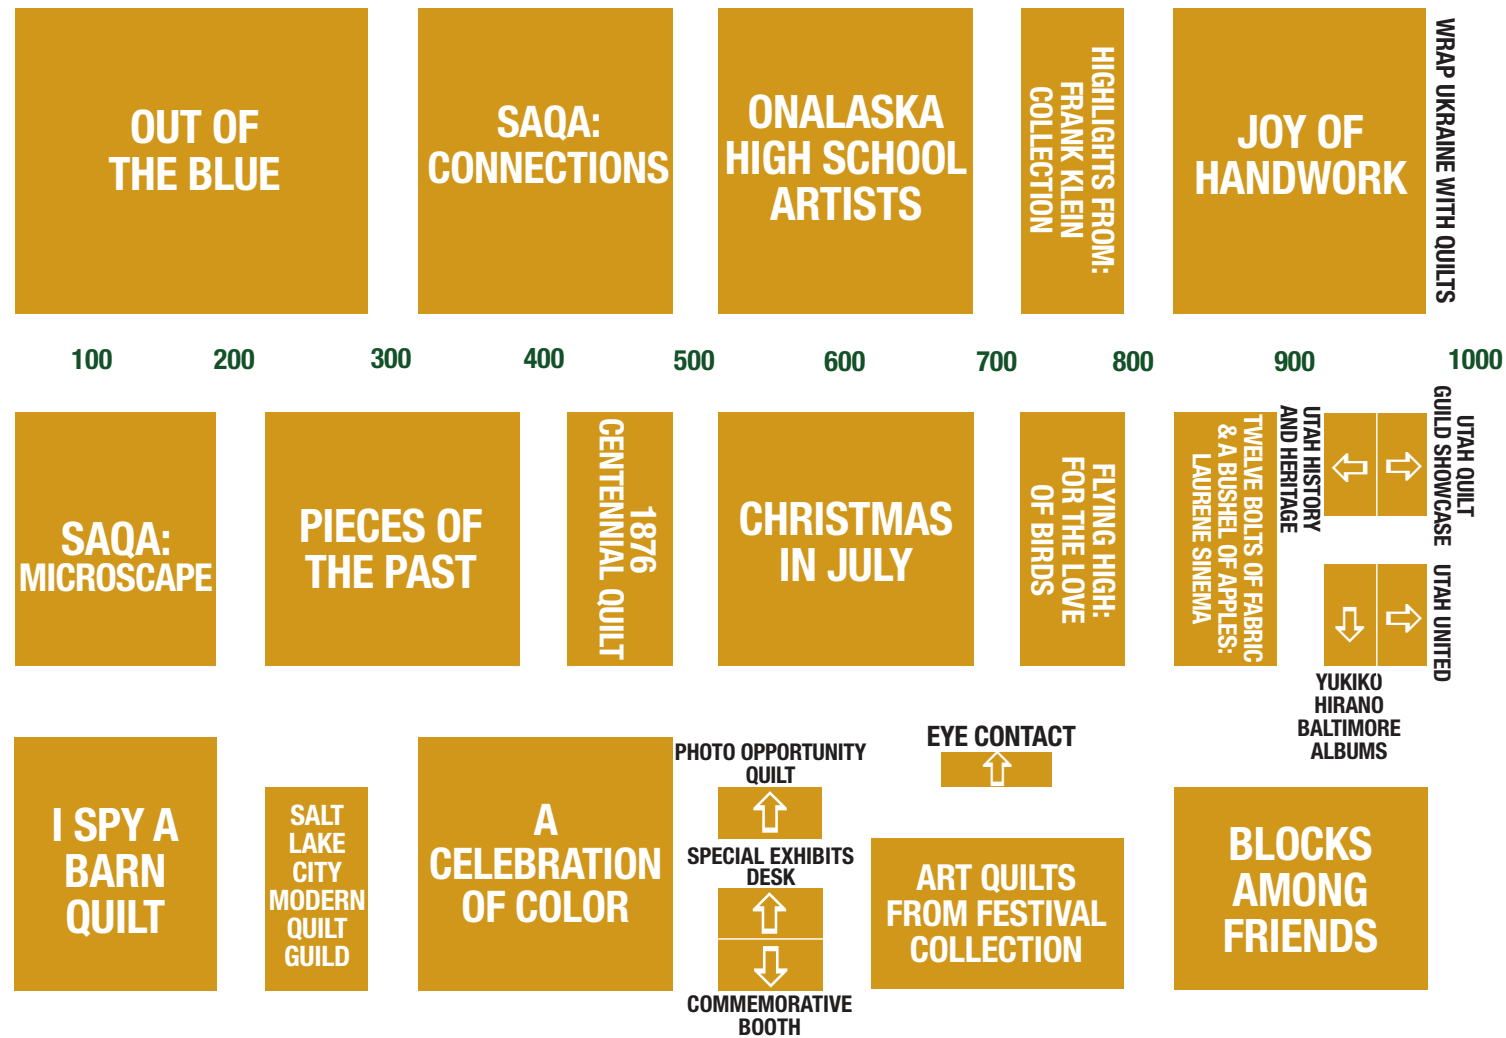 OUT OF
THE BLUE
SAQA:
CONNECTIONS
ONALASKA
HIGH SCHOOL
ARTISTS
HIGHLIGHTS FROM:
FRANK KLEIN
COLLECTION
JOY OF
HANDWORK
WRAP UKRAINE WITH QUILTS
100 200 300 400 500 600 700 800 900 1000
SAQA:
MICROSCAPE
PIECES OF
THE PAST
1876
CENTENNIAL QUILT
CHRISTMAS
IN JULY
FLYING HIGH:
FOR THE LOVE
OF BIRDS
TWELVE BOLTS OF FABRIC
& A BUSHEL OF APPLES:
LAURENE SINEMA
UTAH HISTORY
AND HERITAGE
UTAH QUILT
GUILD SHOWCASE
UTAH UNITED
YUKIKO
HIRANO
BALTIMORE
ALBUMS
I SPY A
BARN
QUILT
SALT
LAKE
CITY
MODERN
QUILT
GUILD
A
CELEBRATION
OF COLOR
PHOTO OPPORTUNITY
QUILT
SPECIAL EXHIBITS
DESK
COMMEMORATIVE
BOOTH
EYE CONTACT
ART QUILTS
FROM FESTIVAL
COLLECTION
BLOCKS
AMONG
FRIENDS